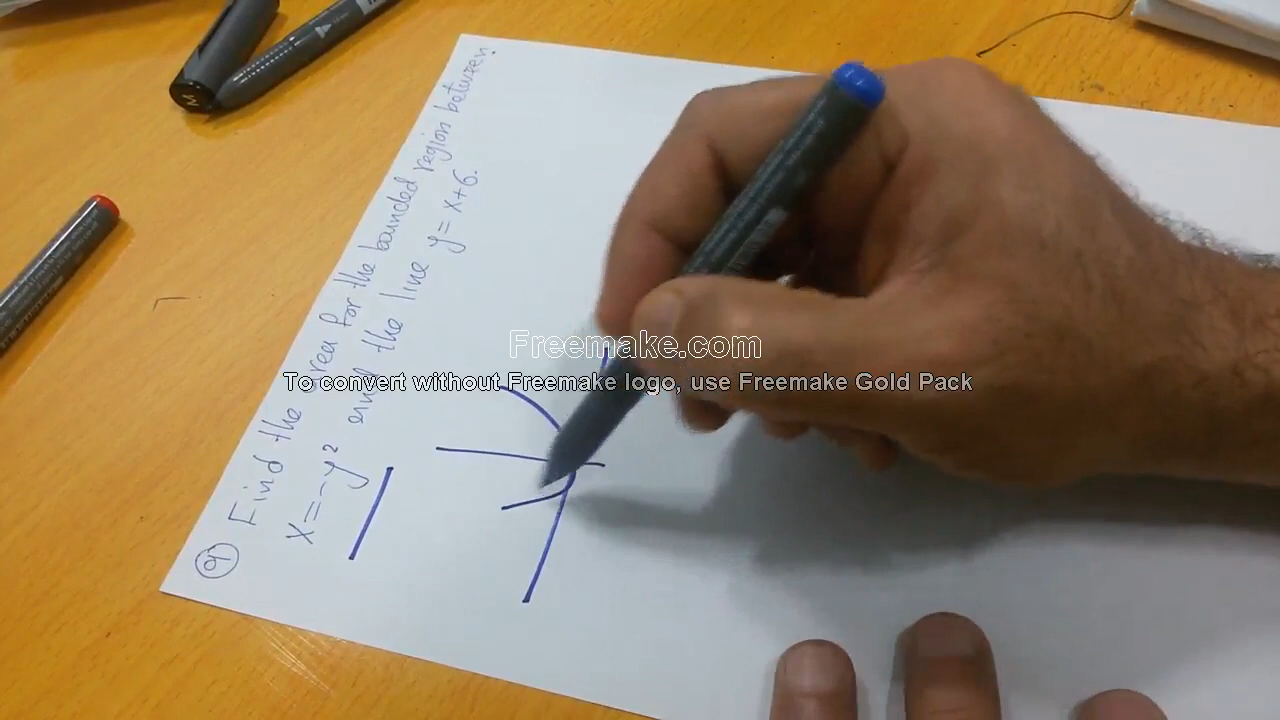 9 Find the area for the bounded region between
x = -y² and the line y = x+6.
Freemake.com
To convert without Freemake logo, use Freemake Gold Pack